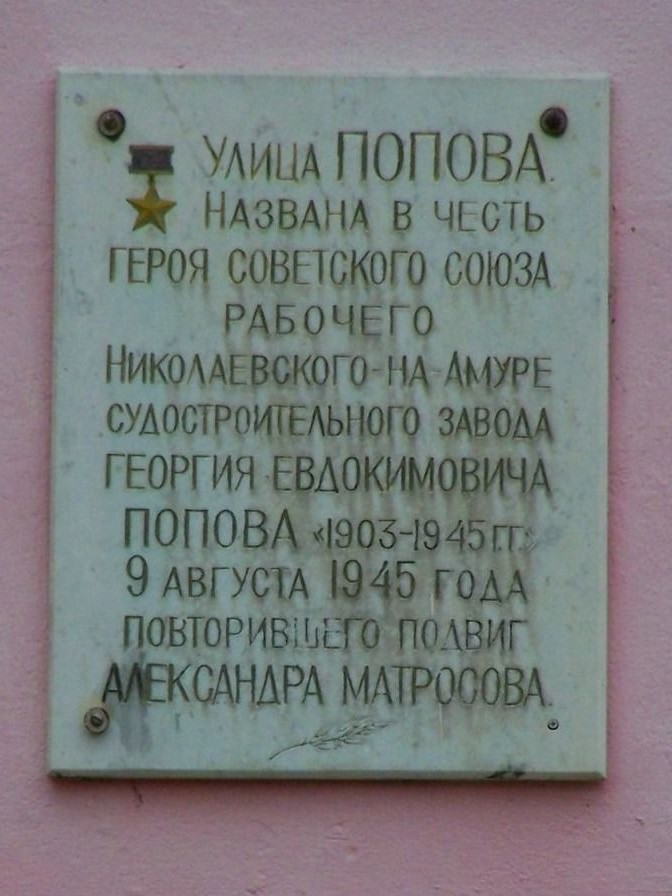 Улица ПОПОВА.
Названа в честь
Героя Советского Союза
рабочего
Николаевского-на-Амуре
судостроительного завода
Георгия Евдокимовича
ПОПОВА «1903-1945 гг.»
9 августа 1945 года
повторившего подвиг
Александра Матросова.